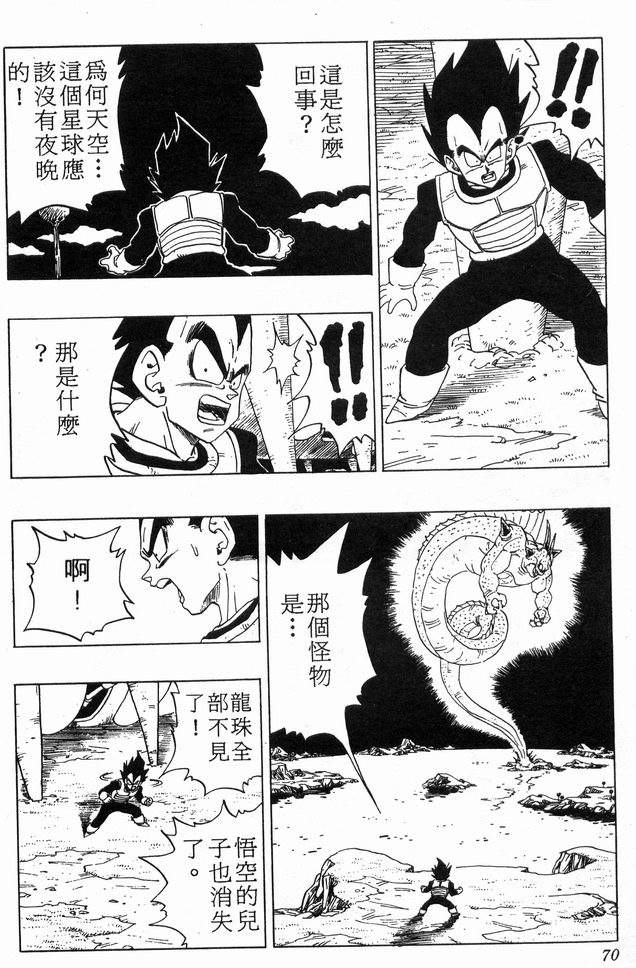 !!
這是怎麼
回事？
爲何天空…
這個星球應
該沒有夜晚
的！
!!
那是什麼
？
那個怪物
是…
啊！
龍珠全
部不見
了！
悟空的兒
子也消失
了。
70